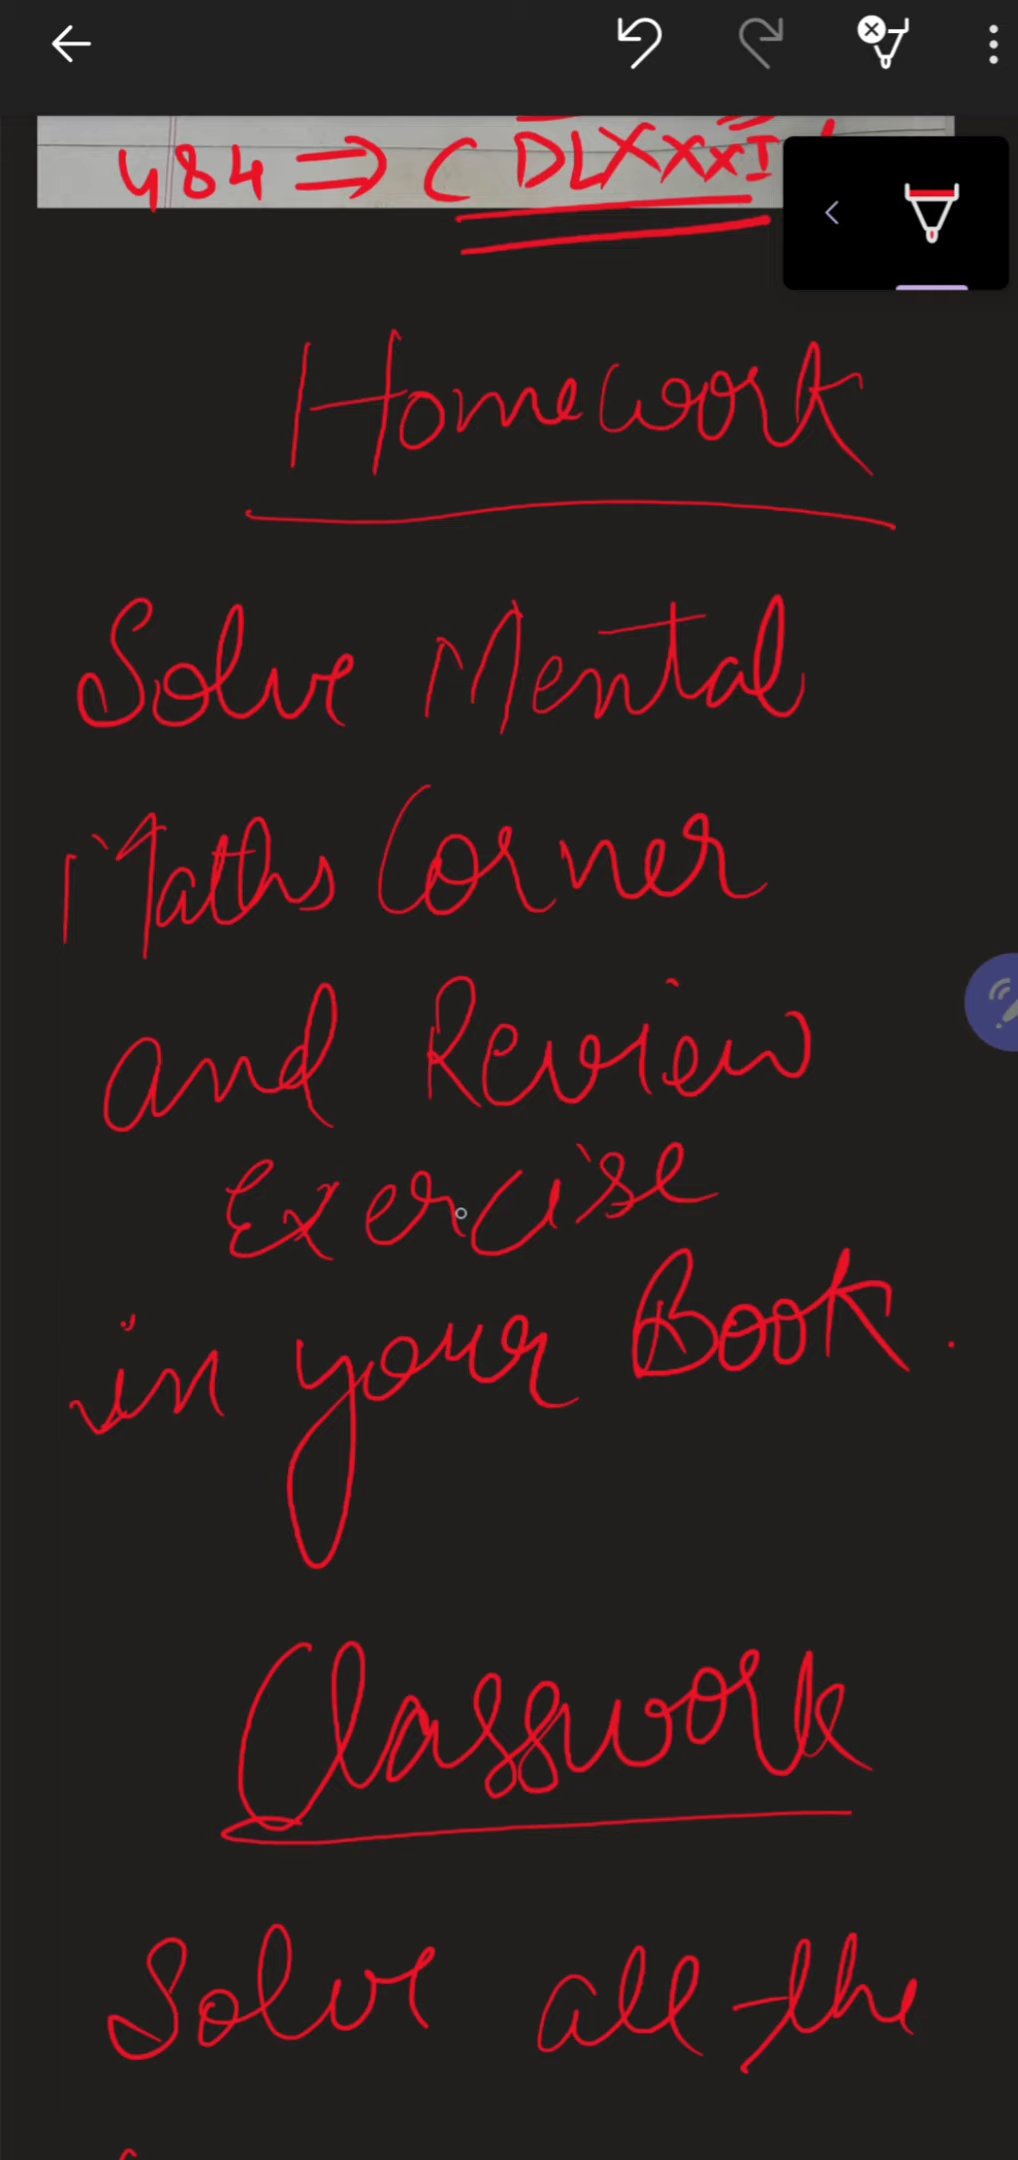 484 ⇒ CDLXXXI
Homework
Solve Mental
Maths Corner
and Review
Exercise
in your Book.
Classwork
Solve all the